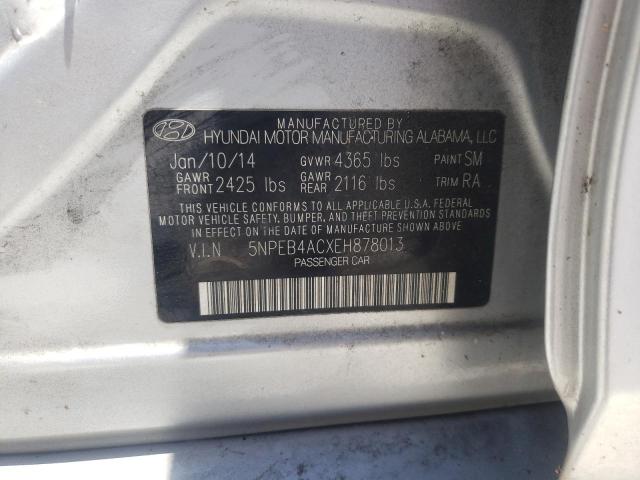 MANUFACTURED BY
HYUNDAI MOTOR MANUFACTURING ALABAMA, LLC
Jan/10/14 GVWR 4365 lbs PAINT SM
GAWR FRONT 2425 lbs GAWR REAR 2116 lbs TRIM RA
THIS VEHICLE CONFORMS TO ALL APPLICABLE U.S.A. FEDERAL
MOTOR VEHICLE SAFETY, BUMPER, AND THEFT PREVENTION STANDARDS
IN EFFECT ON THE DATE OF MANUFACTURE SHOWN ABOVE.
V.I.N 5NPEB4ACXEH878013
PASSENGER CAR